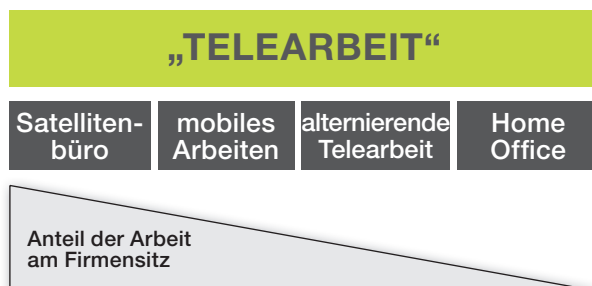 „TELEARBEIT“
Satelliten-
büro
mobiles
Arbeiten
alternierende
Telearbeit
Home
Office
Anteil der Arbeit
am Firmensitz